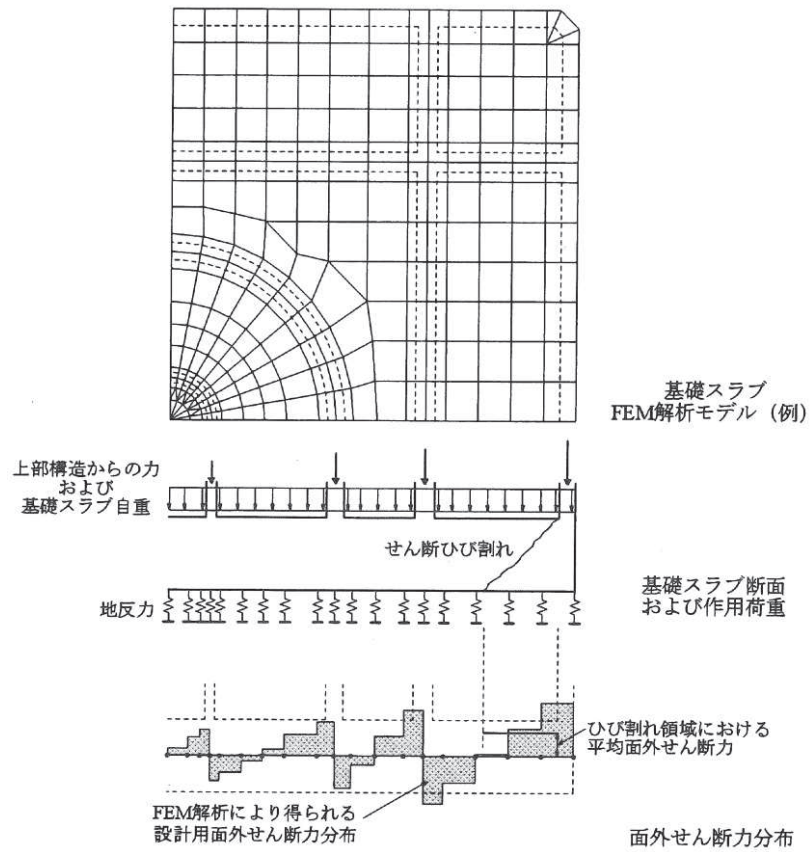 基礎スラブ
FEM解析モデル（例）
上部構造からの力
および
基礎スラブ自重
せん断ひび割れ
地反力
基礎スラブ断面
および作用荷重
ひび割れ領域における
平均面外せん断力
FEM解析により得られる
設計用面外せん断力分布
面外せん断力分布